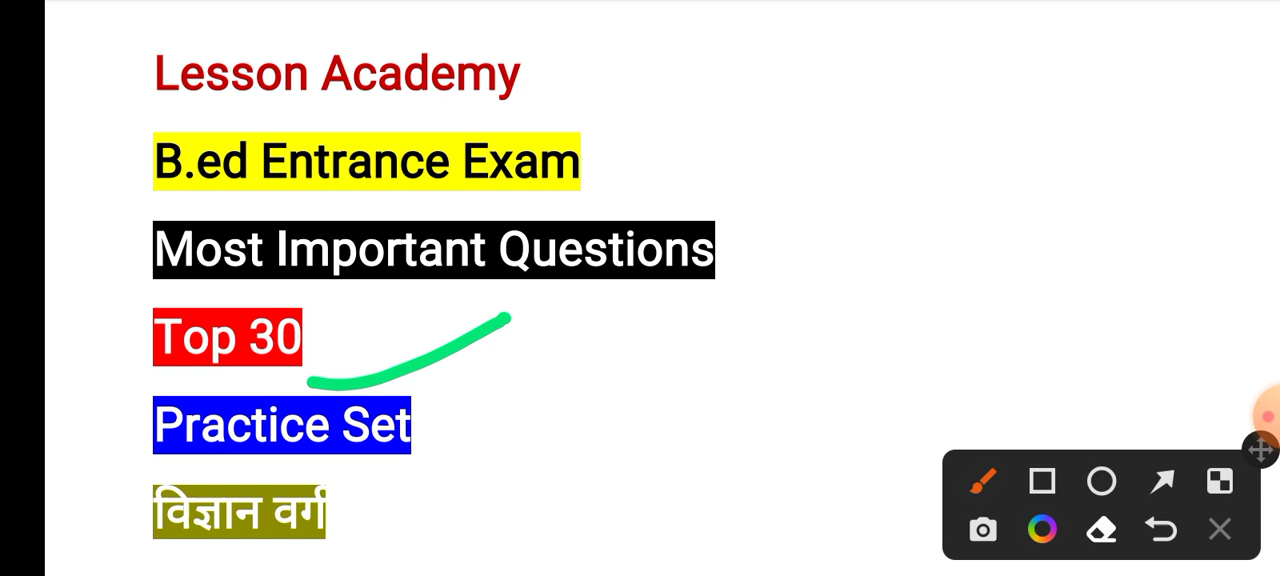 Lesson Academy
B.ed Entrance Exam
Most Important Questions
Top 30
Practice Set
विज्ञान वर्ग